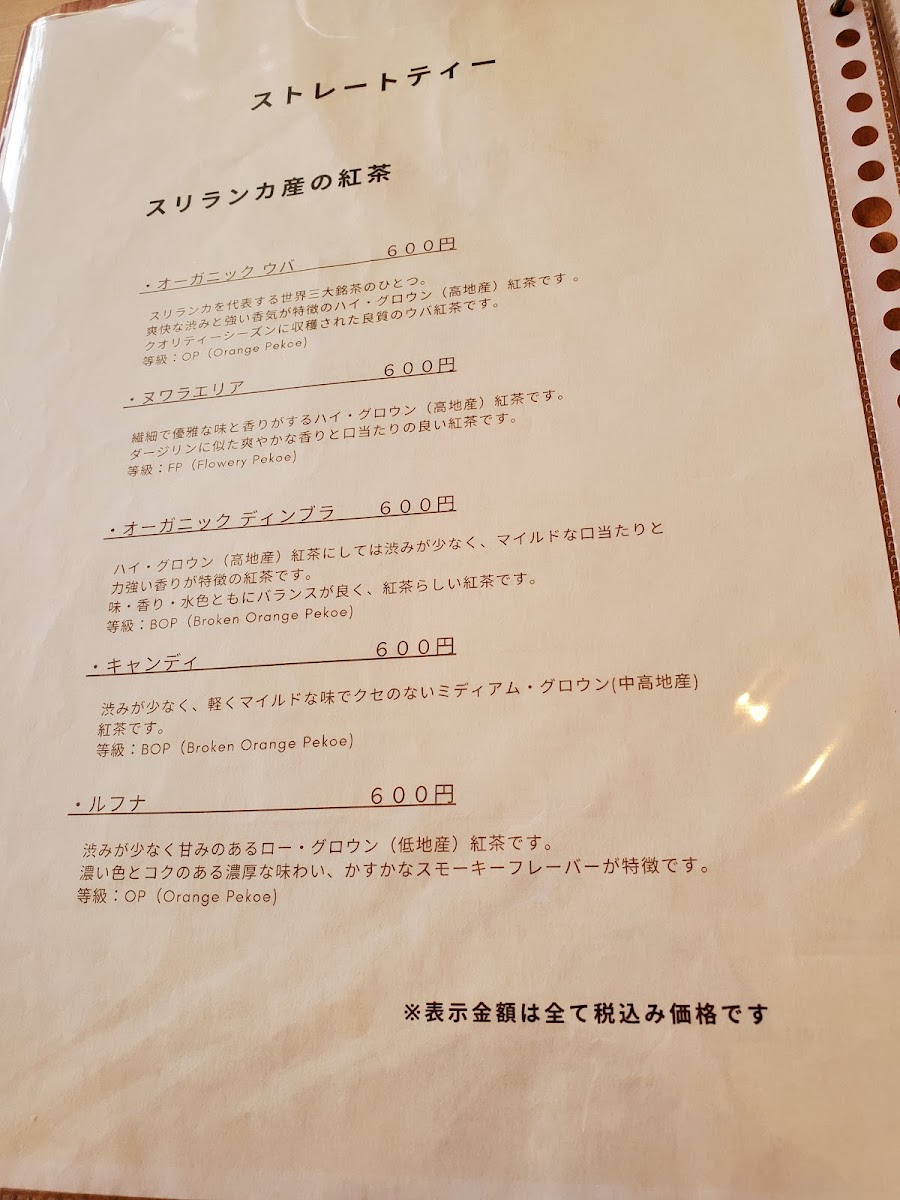 ストレートティー
スリランカ産の紅茶
・オーガニック ウバ ６００円
スリランカを代表する世界三大銘茶のひとつ。
爽快な渋みと強い香気が特徴のハイ・グロウン（高地産）紅茶です 。
クオリティーシーズンに収穫された良質のウバ紅茶です。
等級：OP（Orange Pekoe)
・ヌワラエリア ６００円
繊細で優雅な味と香りがするハイ・グロウン（高地産）紅茶です。
ダージリンに似た爽やかな香りと口当たりの良い紅茶です。
等級：FP（Flowery Pekoe)
・オーガニック ディンブラ ６００円
ハイ・グロウン（高地産）紅茶にしては渋みが少なく、マイルドな口当たりと
力強い香りが特徴の紅茶です。
味・香り・水色ともにバランスが良く、紅茶らしい紅茶です。
等級：BOP（Broken Orange Pekoe)
・キャンディ ６００円
渋みが少なく、軽くマイルドな味でクセのないミディアム・グロウン(中高地産)
紅茶です。
等級：BOP（Broken Orange Pekoe)
・ルフナ ６００円
渋みが少なく甘みのあるロー・グロウン（低地産）紅茶です。
濃い色とコクのある濃厚な味わい、かすかなスモーキーフレーバーが特徴です。
等級：OP（Orange Pekoe)
※表示金額は全て税込み価格です